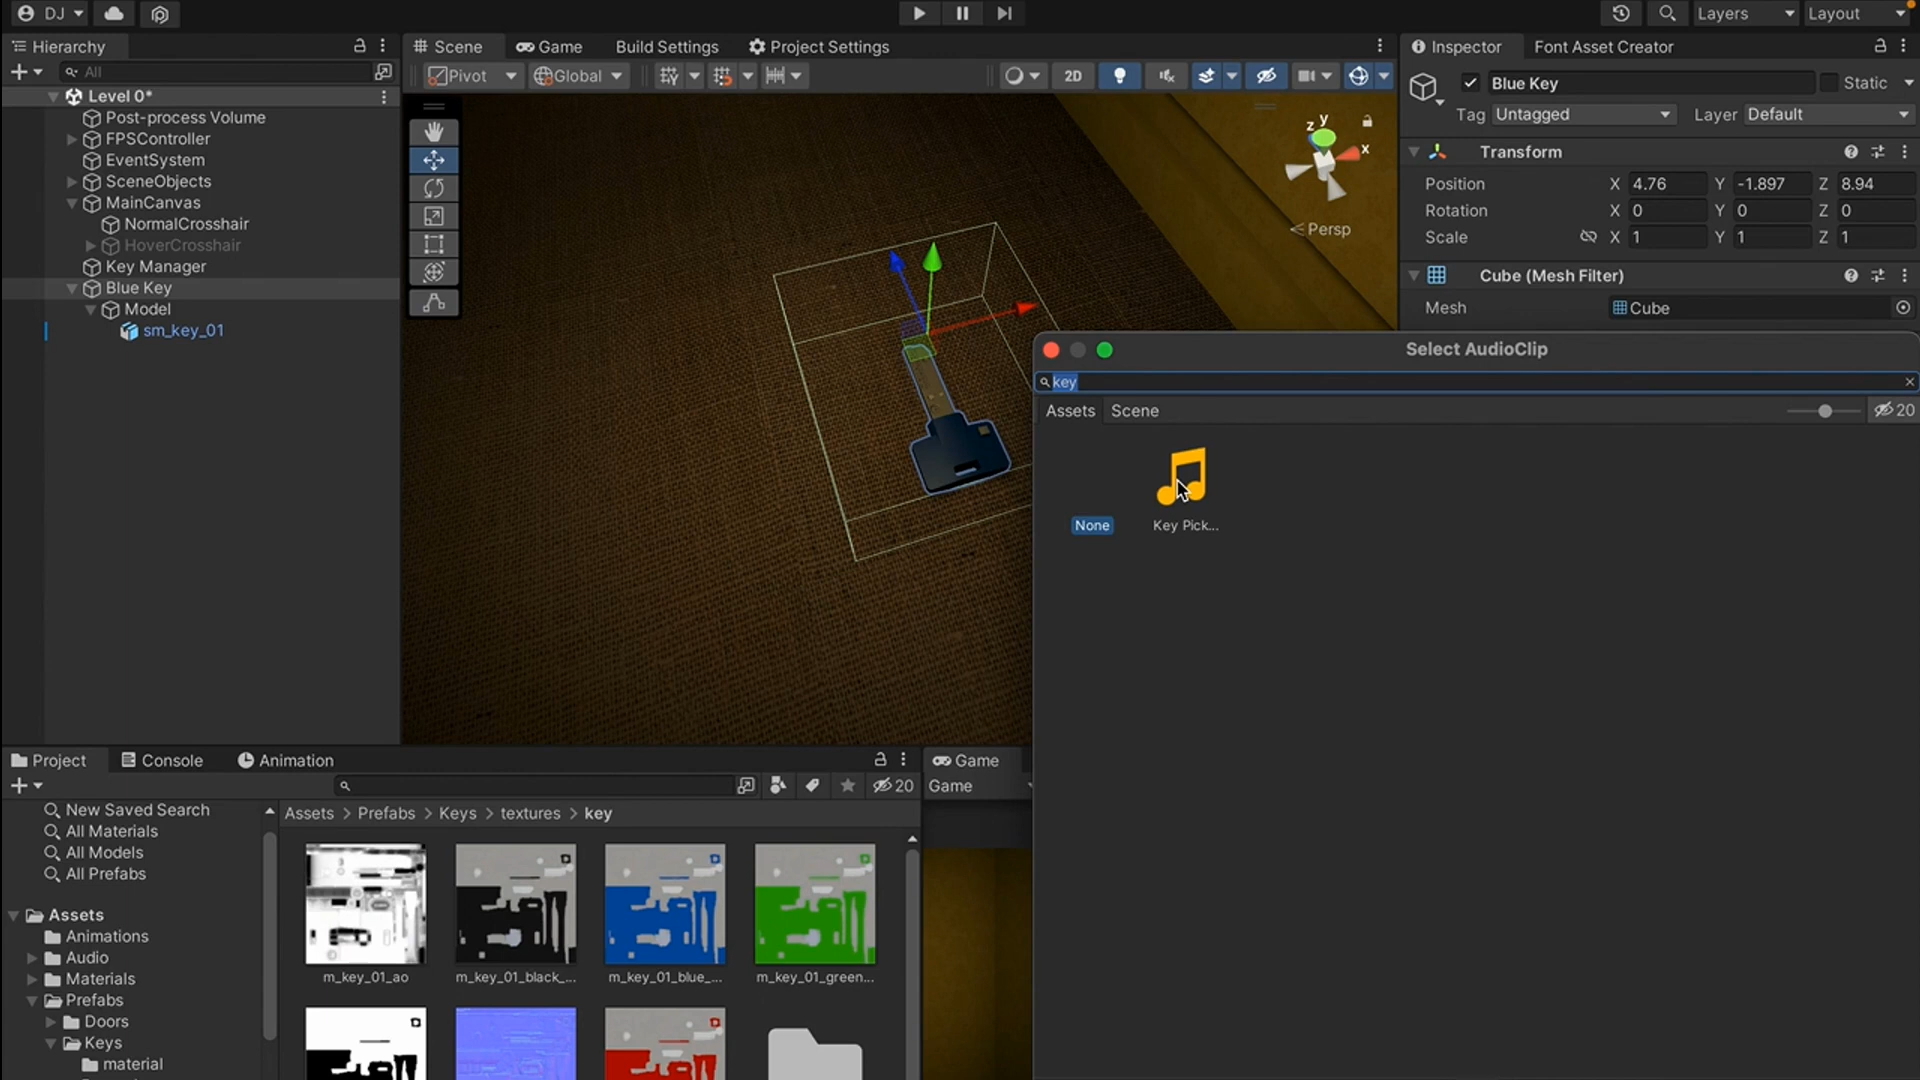 DJ
Layers
Layout
Hierarchy
Scene
Game
Build Settings
Project Settings
Inspector
Font Asset Creator
All
Pivot
Global
2D
Blue Key
Static
Tag Untagged
Layer Default
Level 0*
Post-process Volume
FPSController
EventSystem
SceneObjects
MainCanvas
NormalCrosshair
HoverCrosshair
Key Manager
Blue Key
Model
sm_key_01
y
z
x
Persp
Transform
Position X 4.76 Y -1.897 Z 8.94
Rotation X 0 Y 0 Z 0
Scale X 1 Y 1 Z 1
Cube (Mesh Filter)
Mesh Cube
Select AudioClip
key
Assets Scene
20
None
Key Pick...
Project
Console
Animation
20
Game
Game
New Saved Search
All Materials
All Models
All Prefabs
Assets
Animations
Audio
Materials
Prefabs
Doors
Keys
material
Assets > Prefabs > Keys > textures > key
m_key_01_ao
m_key_01_black_...
m_key_01_blue_...
m_key_01_green...